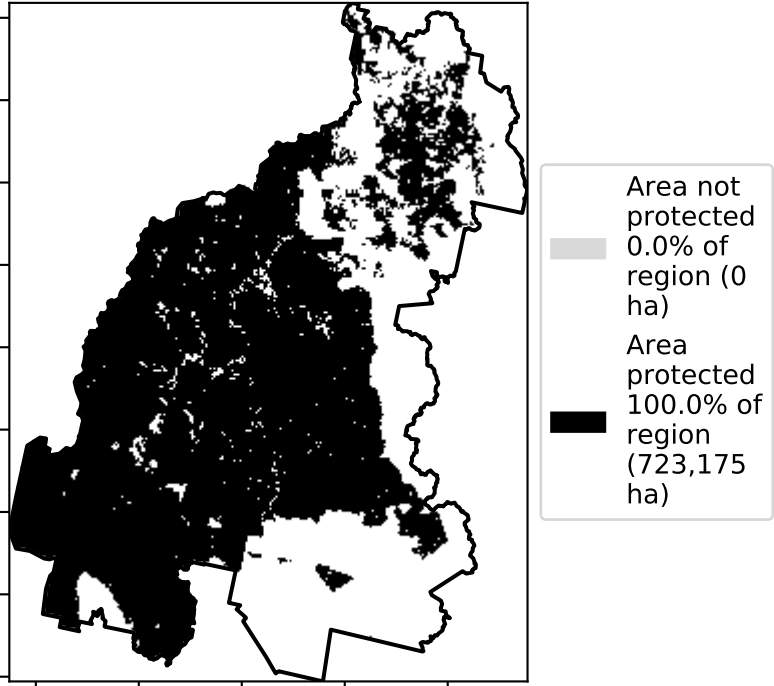 Area not
protected
0.0% of
region (0
ha)
Area
protected
100.0% of
region
(723,175
ha)